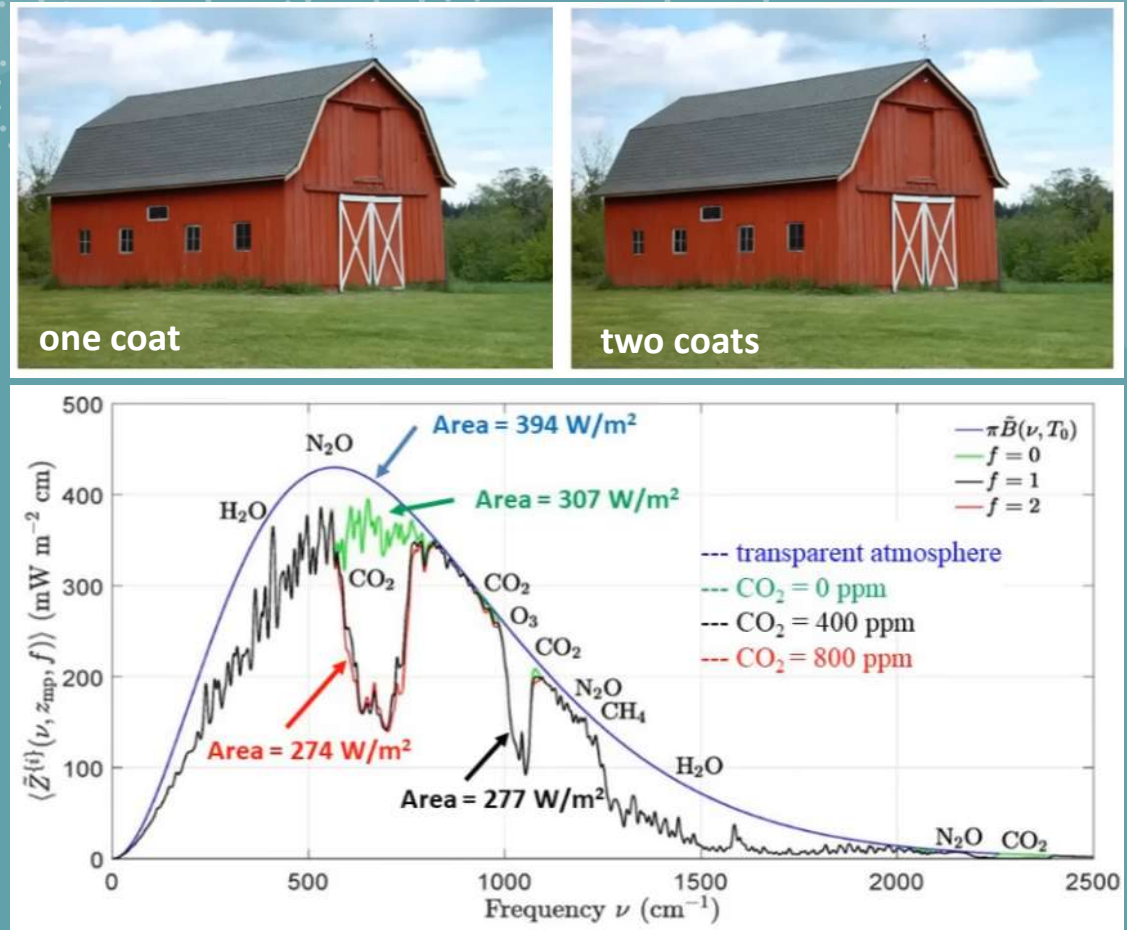 one coat
two coats
500
400
300
200
100
0
0
500
1000
1500
2000
2500
⟨Z̃{i}(ν, zmp, f)⟩ (mW m−2 cm)
Frequency ν (cm−1)
N2O
H2O
CO2
CO2
O3
CO2
N2O
CH4
H2O
N2O
CO2
Area = 394 W/m²
Area = 307 W/m²
Area = 274 W/m²
Area = 277 W/m²
πB̃(ν, T0)
f = 0
f = 1
f = 2
--- transparent atmosphere
--- CO2 = 0 ppm
--- CO2 = 400 ppm
--- CO2 = 800 ppm